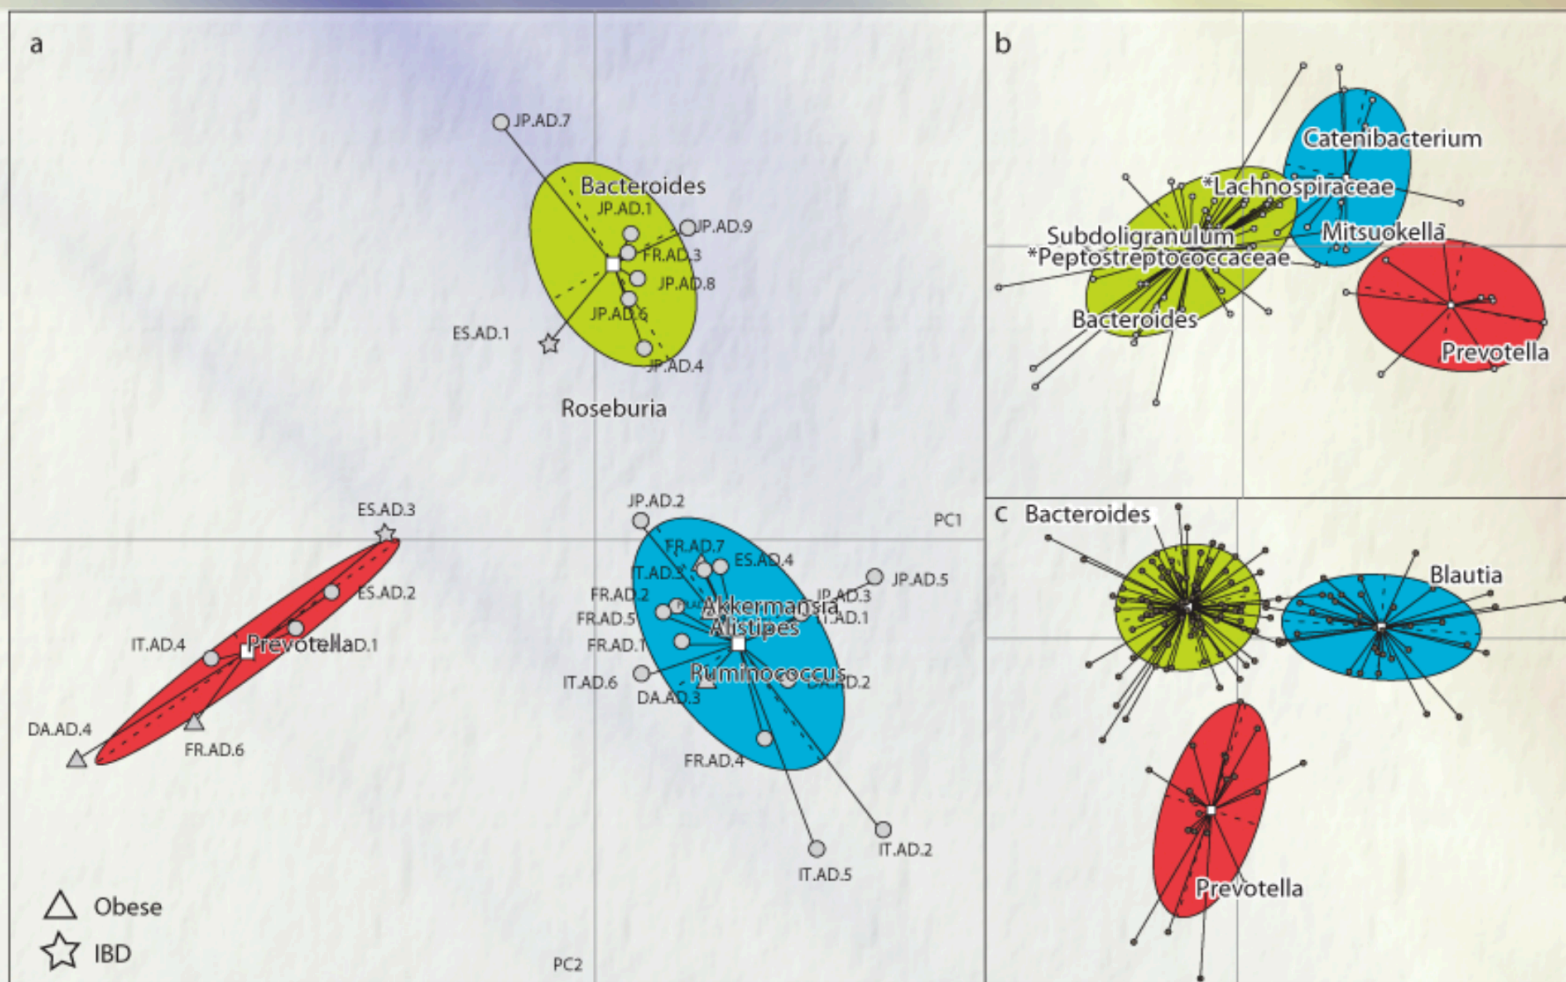 a
JP.AD.7
Bacteroides
JP.AD.1
JP.AD.9
FR.AD.3
JP.AD.8
JP.AD.6
ES.AD.1
JP.AD.4
Roseburia
ES.AD.3
JP.AD.2
PC1
FR.AD.7
ES.AD.4
IT.AD.3
JP.AD.5
FR.AD.2
JP.AD.3
ES.AD.2
Akkermansia
FR.AD.5
IT.AD.1
Alistipes
IT.AD.4
Prevotella
FR.AD.1
Ruminococcus
IT.AD.6
DA.AD.2
DA.AD.3
DA.AD.4
FR.AD.6
FR.AD.4
IT.AD.2
IT.AD.5
Obese
IBD
PC2
b
Catenibacterium
*Lachnospiraceae
Subdoligranulum
Mitsuokella
*Peptostreptococcaceae
Bacteroides
Prevotella
c
Bacteroides
Blautia
Prevotella